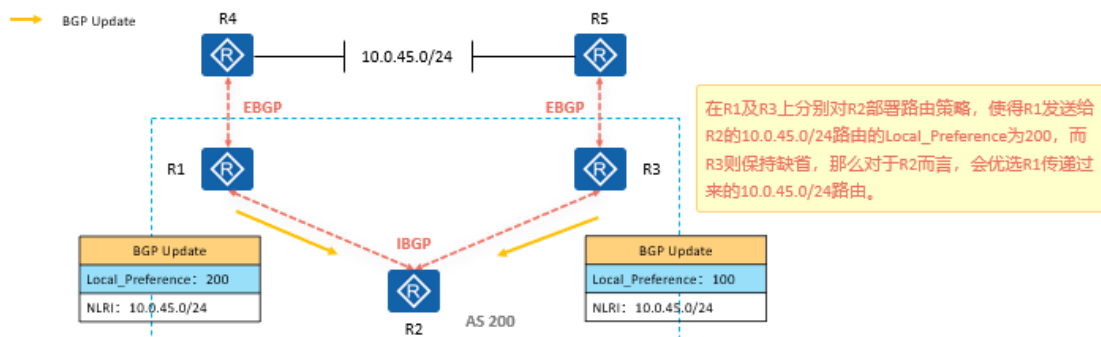 BGP Update
R4
R5
10.0.45.0/24
EBGP
EBGP
在R1及R3上分别对R2部署路由策略，使得R1发送给
R2的10.0.45.0/24路由的Local_Preference为200，而
R3则保持缺省，那么对于R2而言，会优选R1传递过
来的10.0.45.0/24路由。
R1
R3
IBGP
BGP Update
Local_Preference：200
NLRI：10.0.45.0/24
BGP Update
Local_Preference：100
NLRI：10.0.45.0/24
R2
AS 200